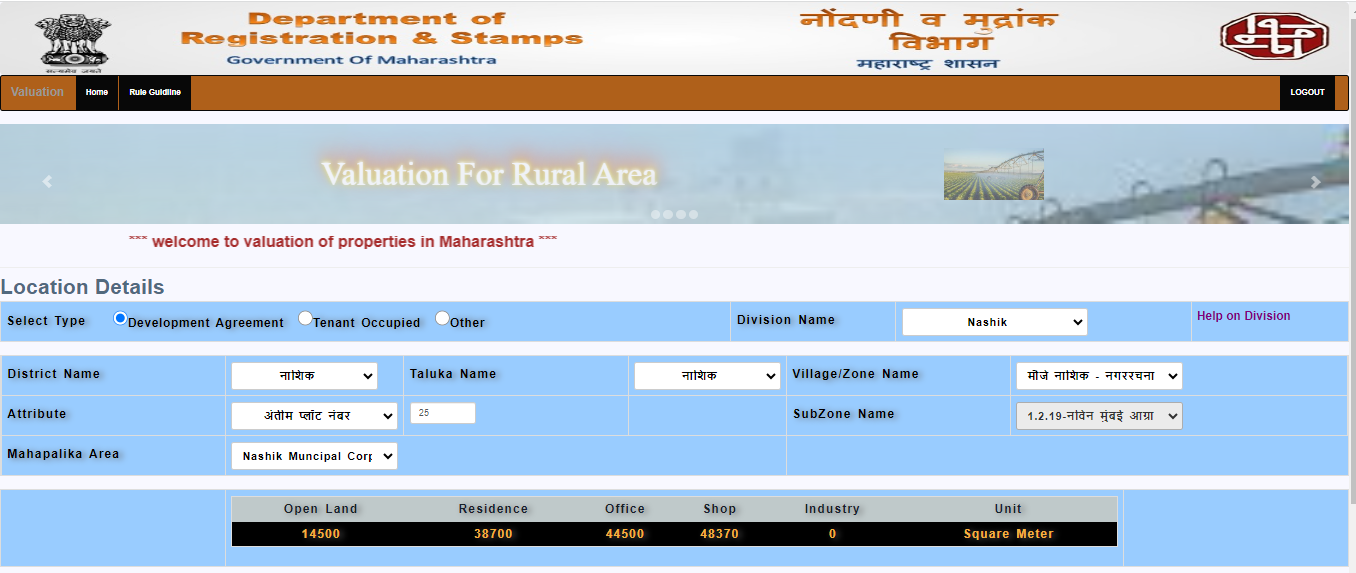 Department of
Registration & Stamps
Government Of Maharashtra
नोंदणी व मुद्रांक
विभाग
महाराष्ट्र शासन
सत्यमेव जयते
Valuation Home Rule Guidline LOGOUT
Valuation For Rural Area
*** welcome to valuation of properties in Maharashtra ***
Location Details
Select Type Development Agreement Tenant Occupied Other Division Name Nashik Help on Division
District Name नाशिक Taluka Name नाशिक Village/Zone Name मौजे नाशिक - नगररचना
Attribute अंतीम प्लॉट नंबर 25 SubZone Name 1.2.19-नविन मुंबई आग्रा
Mahapalika Area Nashik Muncipal Corp
Open Land Residence Office Shop Industry Unit
14500 38700 44500 48370 0 Square Meter